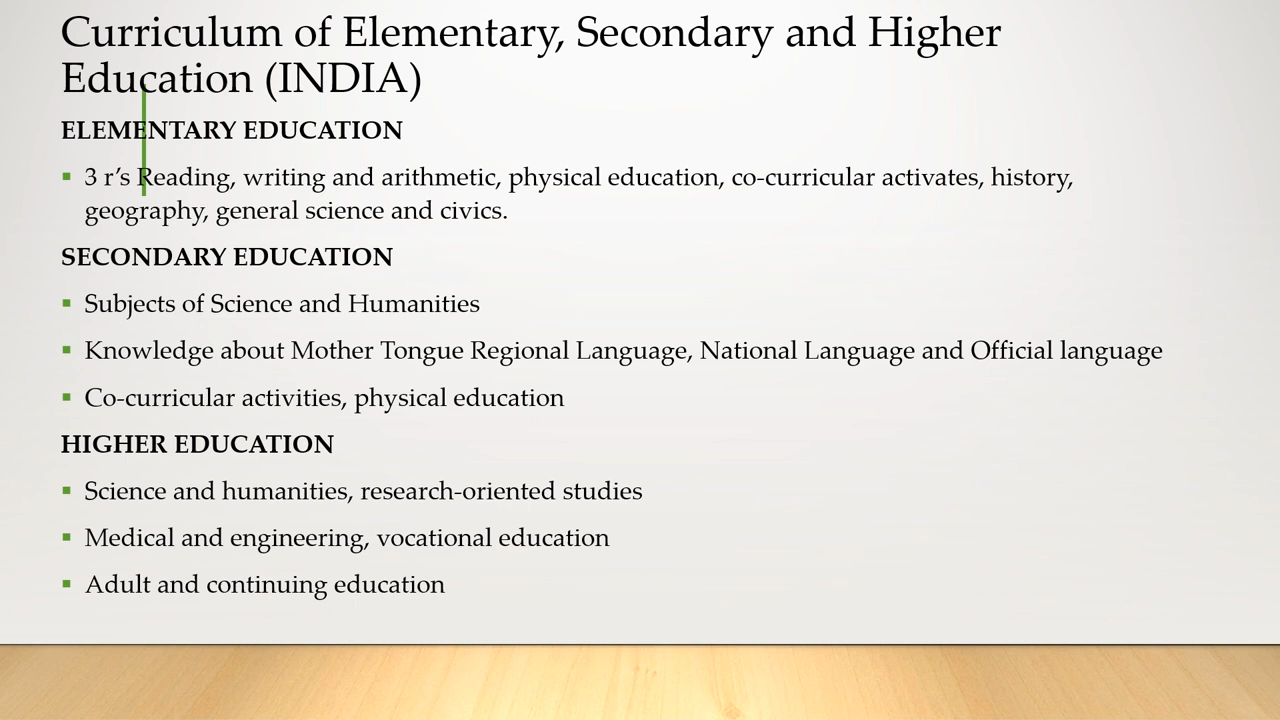 Curriculum of Elementary, Secondary and Higher
Education (INDIA)
ELEMENTARY EDUCATION
▪ 3 r’s Reading, writing and arithmetic, physical education, co-curricular activates, history,
geography, general science and civics.
SECONDARY EDUCATION
▪ Subjects of Science and Humanities
▪ Knowledge about Mother Tongue Regional Language, National Language and Official language
▪ Co-curricular activities, physical education
HIGHER EDUCATION
▪ Science and humanities, research-oriented studies
▪ Medical and engineering, vocational education
▪ Adult and continuing education